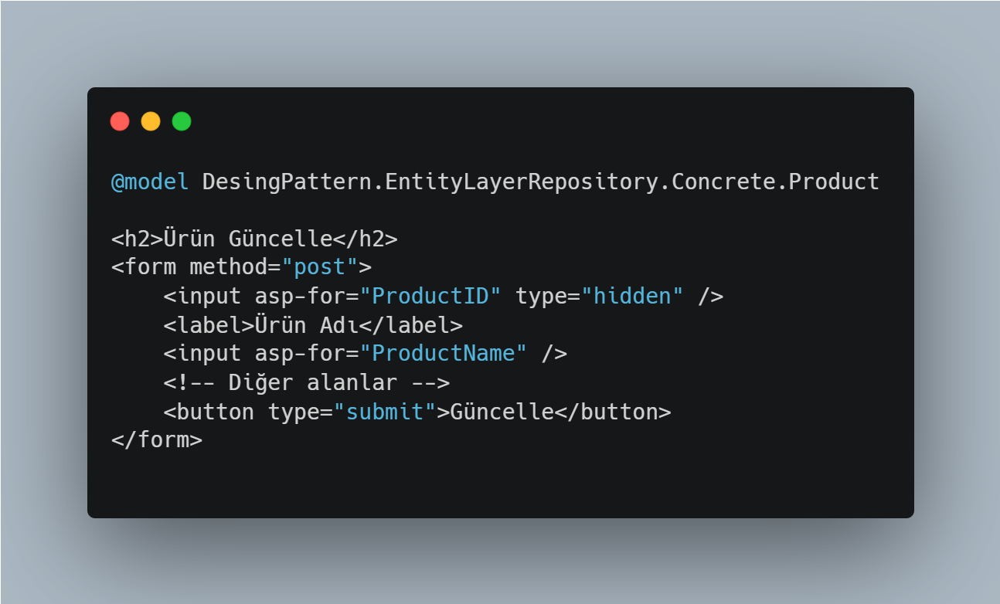 @model DesingPattern.EntityLayerRepository.Concrete.Product
<h2>Ürün Güncelle</h2>
<form method="post">
    <input asp-for="ProductID" type="hidden" />
    <label>Ürün Adı</label>
    <input asp-for="ProductName" />
    <!-- Diğer alanlar -->
    <button type="submit">Güncelle</button>
</form>